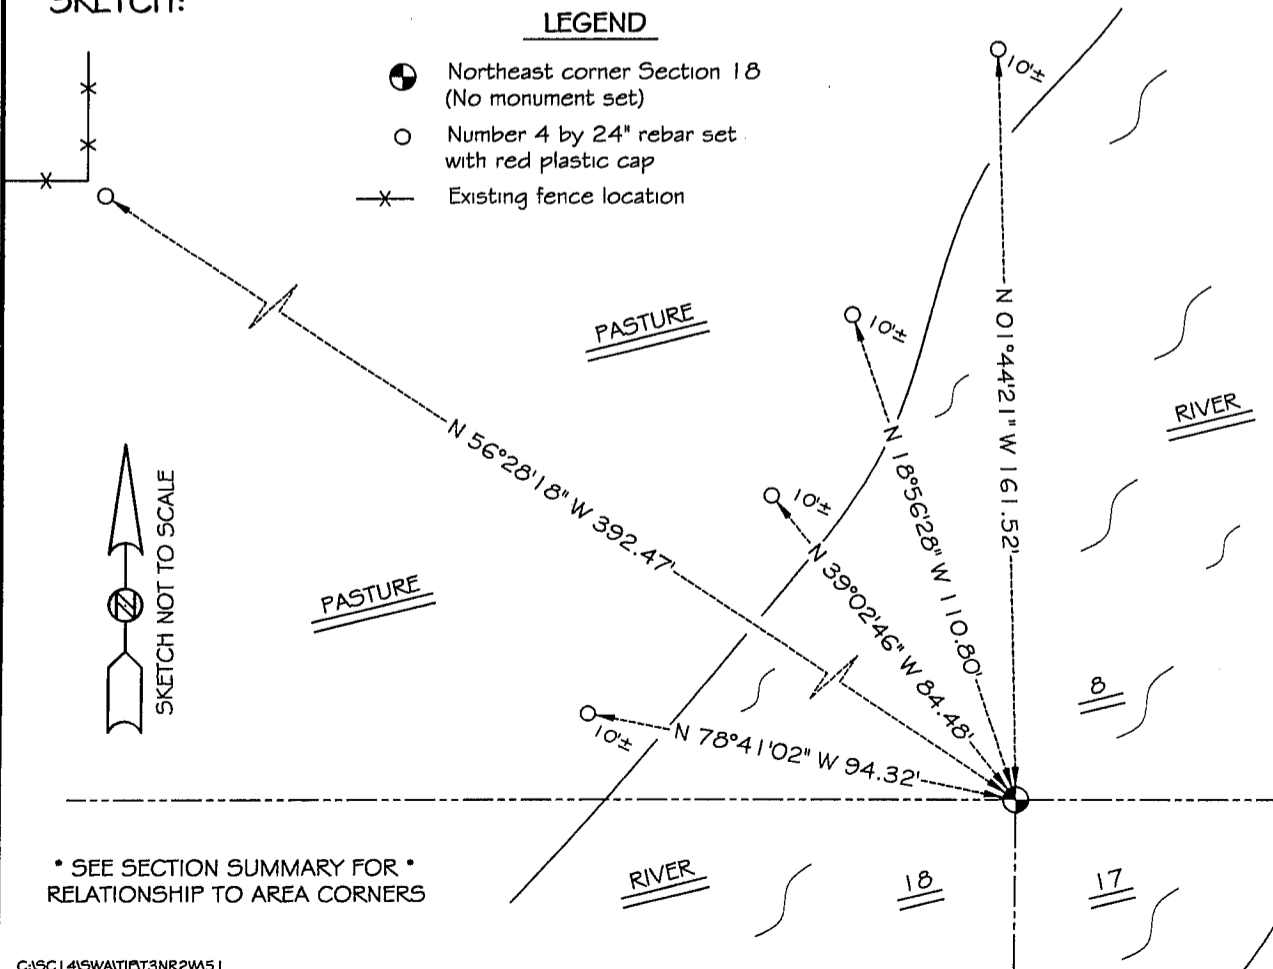 SKETCH:
LEGEND
Northeast corner Section 18
(No monument set)
Number 4 by 24" rebar set
with red plastic cap
Existing fence location
10'±
10'±
10'±
10'±
PASTURE
RIVER
N 01°44'21" W 161.52'
N 18°56'28" W 110.80'
N 39°02'46" W 84.48'
N 56°28'18" W 392.47'
N 78°41'02" W 94.32'
PASTURE
N
SKETCH NOT TO SCALE
8
* SEE SECTION SUMMARY FOR *
RELATIONSHIP TO AREA CORNERS
RIVER
18
17